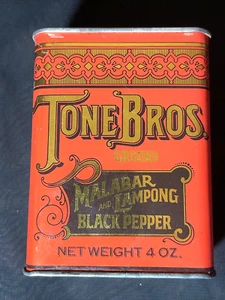 TONE BROS.
MALABAR
AND LAMPONG
BLACK PEPPER
NET WEIGHT 4 OZ.